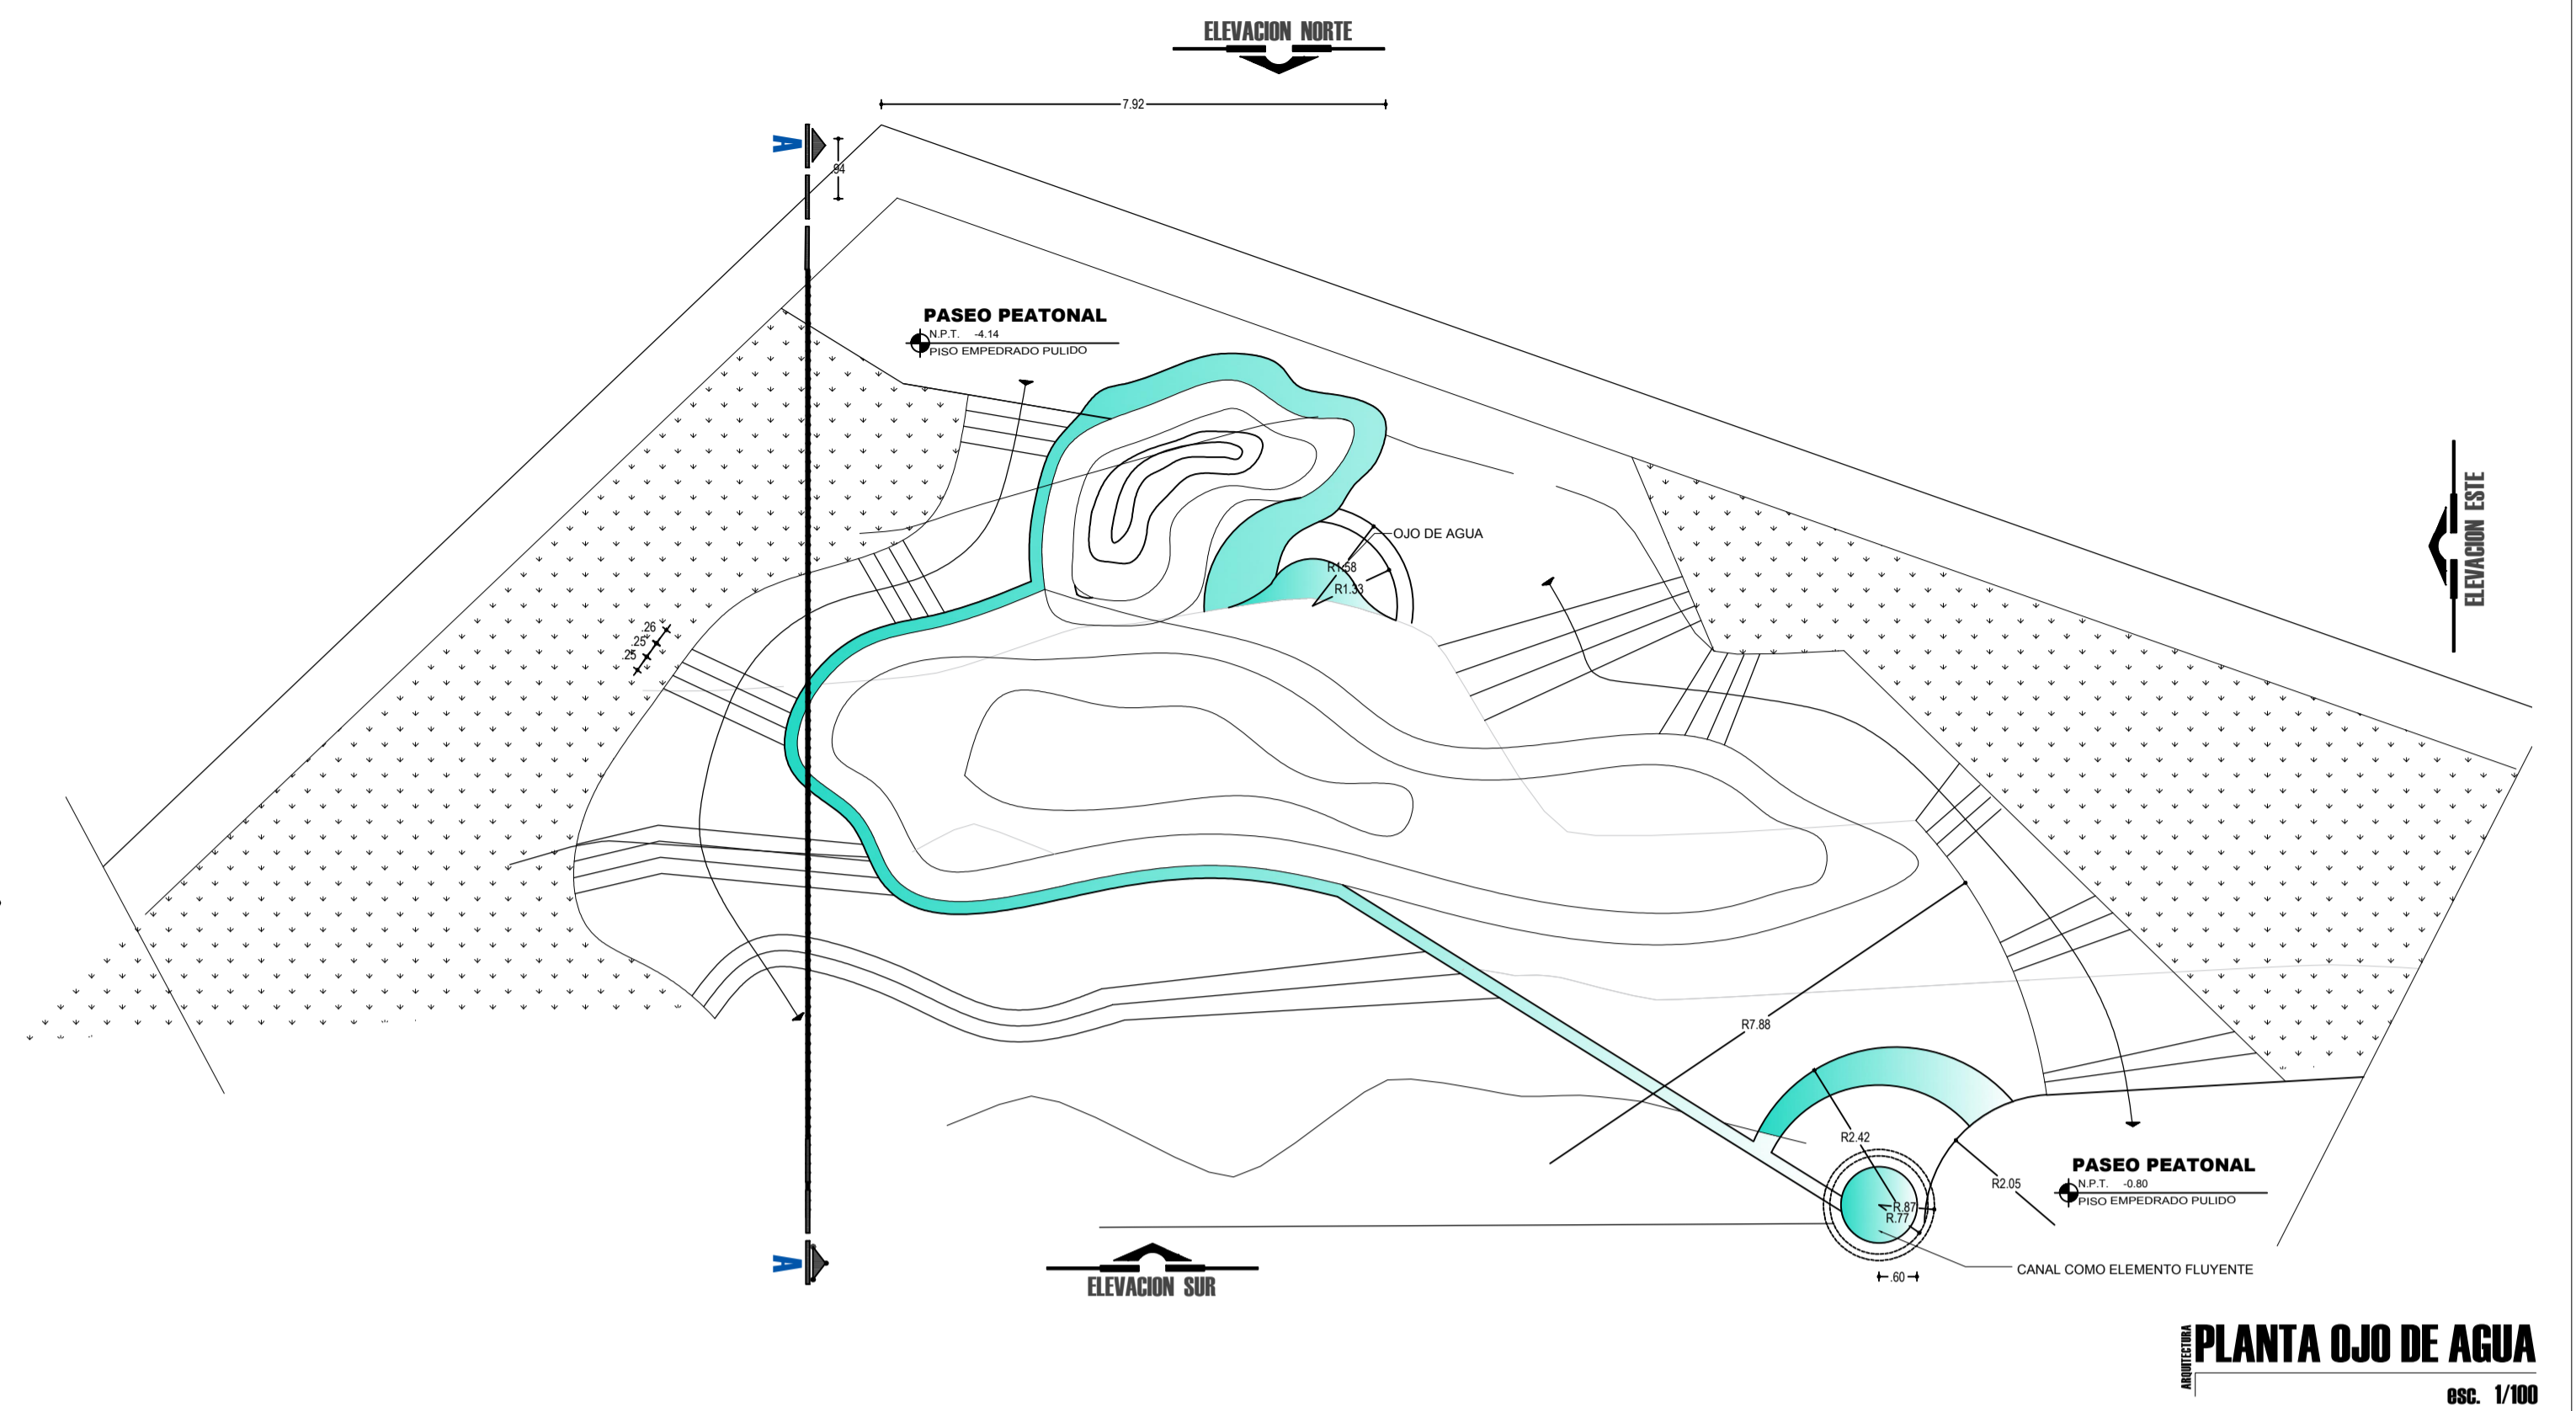 ELEVACION NORTE
7.92
A
.94
PASEO PEATONAL
N.P.T. -4.14
PISO EMPEDRADO PULIDO
ELEVACION ESTE
OJO DE AGUA
R1.58
R1.33
.26
.25
.25
R7.88
R2.42
R2.05
PASEO PEATONAL
N.P.T. -0.80
PISO EMPEDRADO PULIDO
R.87
R.77
A
CANAL COMO ELEMENTO FLUYENTE
.60
ELEVACION SUR
ARQUITECTURA
PLANTA OJO DE AGUA
esc. 1/100